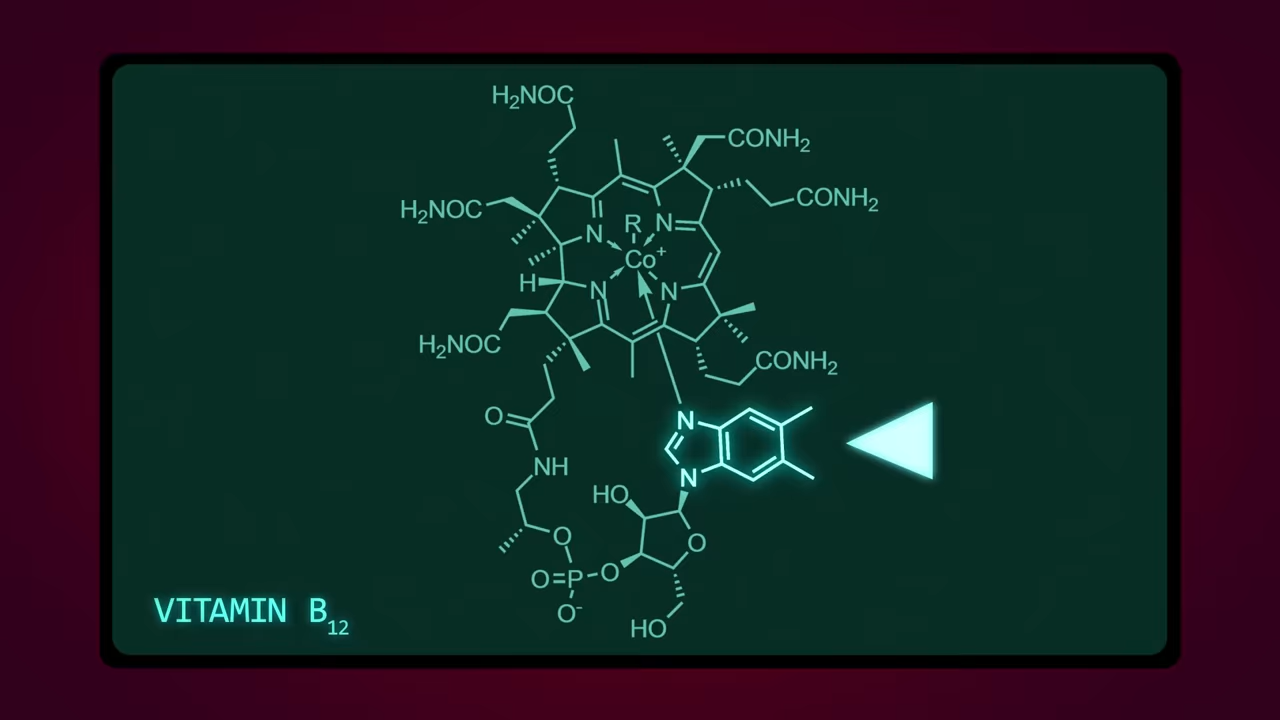 H₂NOC
CONH₂
H₂NOC
CONH₂
R
N
N
Co⁺
H
N
N
H₂NOC
CONH₂
O
N
NH
N
HO
O
O
O=P-O
O⁻
HO
VITAMIN B₁₂